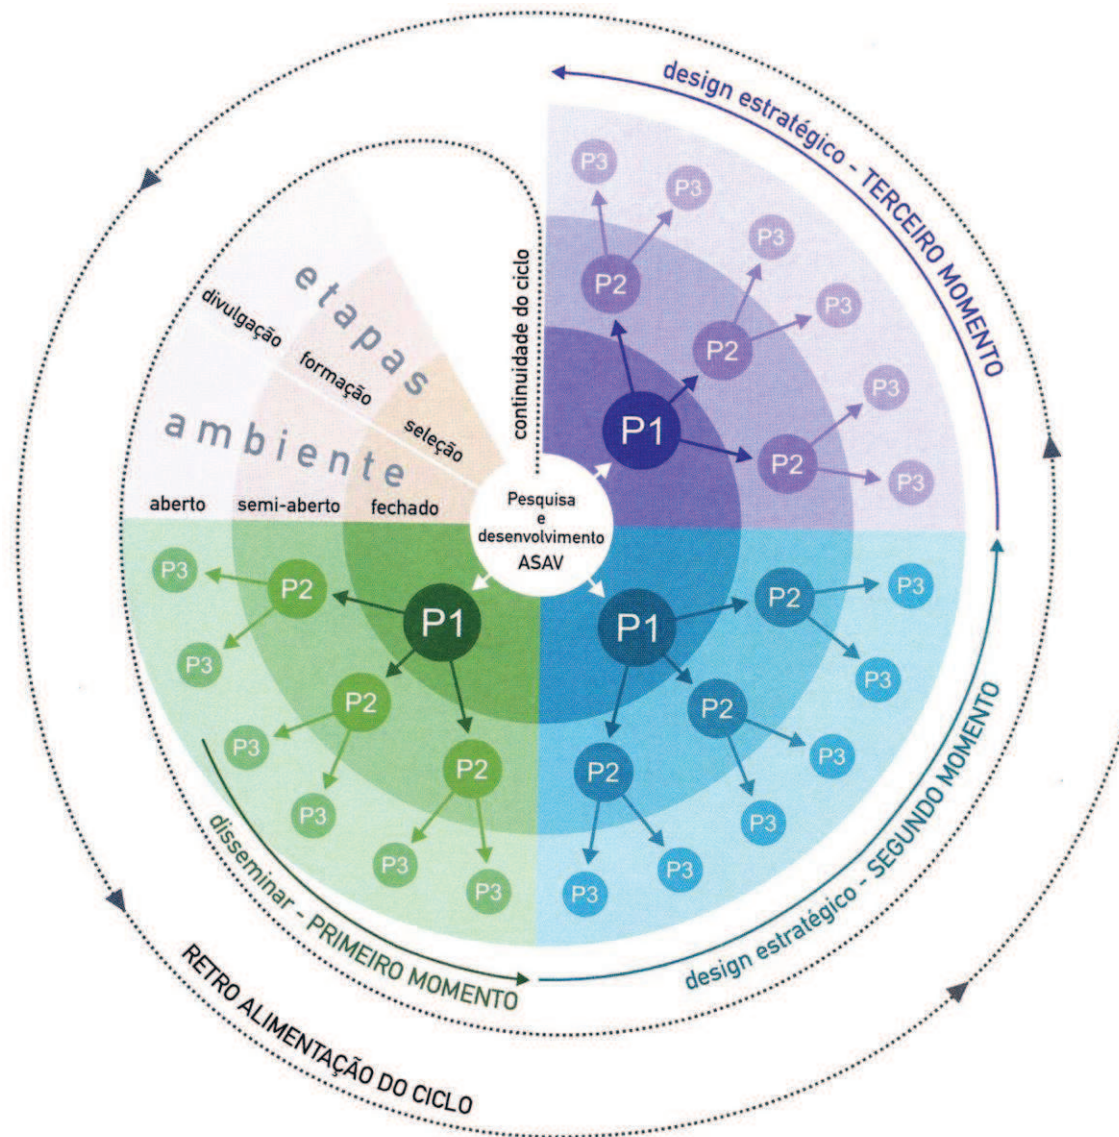 design estratégico - TERCEIRO MOMENTO
P3
P3
P3
P2
P3
P2
P3
P1
P2
P3
continuidade do ciclo
etapas
divulgação
formação
seleção
ambiente
aberto
semi-aberto
fechado
Pesquisa
e
desenvolvimento
ASAV
P3
P2
P1
P3
P2
P3
P3
P2
P3
P3
P1
P2
P3
P3
P2
P3
P3
P2
P3
P3
disseminar - PRIMEIRO MOMENTO
design estratégico - SEGUNDO MOMENTO
RETRO ALIMENTAÇÃO DO CICLO